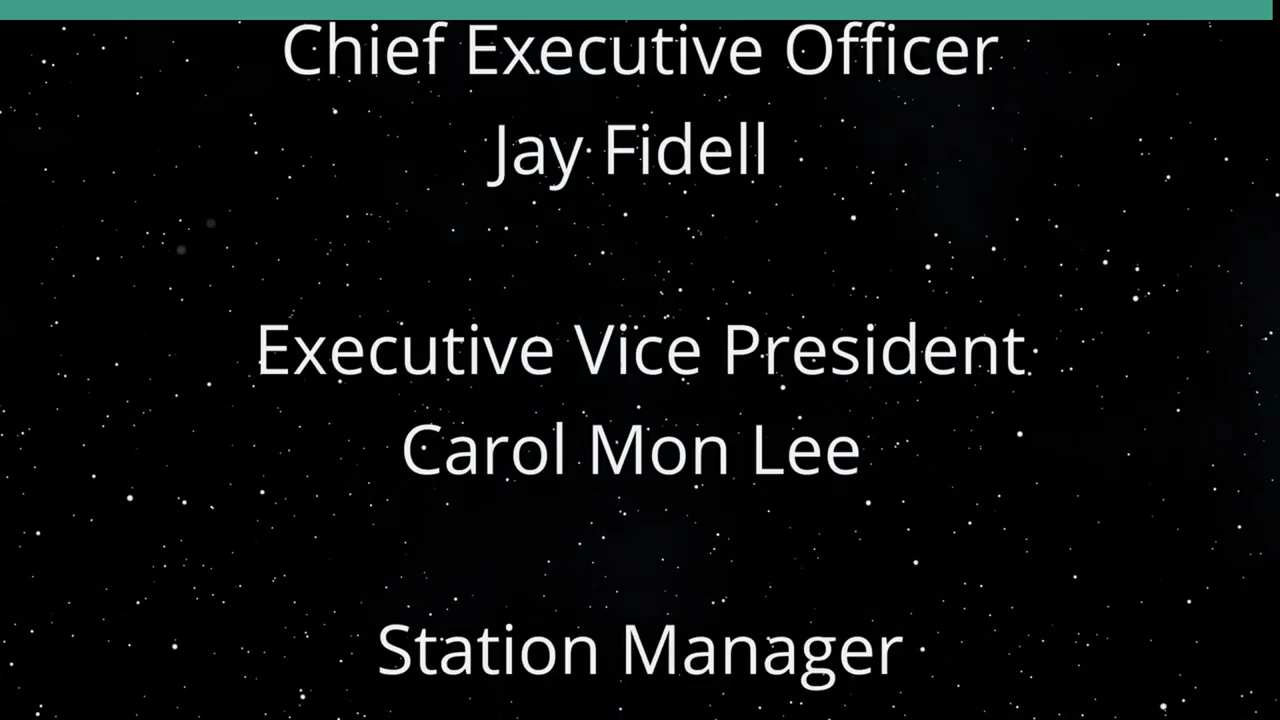 Chief Executive Officer
Jay Fidell
Executive Vice President
Carol Mon Lee
Station Manager